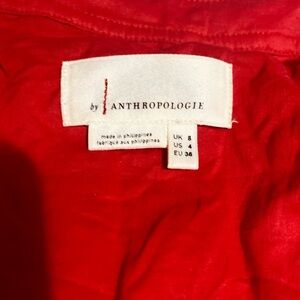 by ANTHROPOLOGIE
made in philippines
fabriqué aux philippines
UK 8
US 4
EU 36